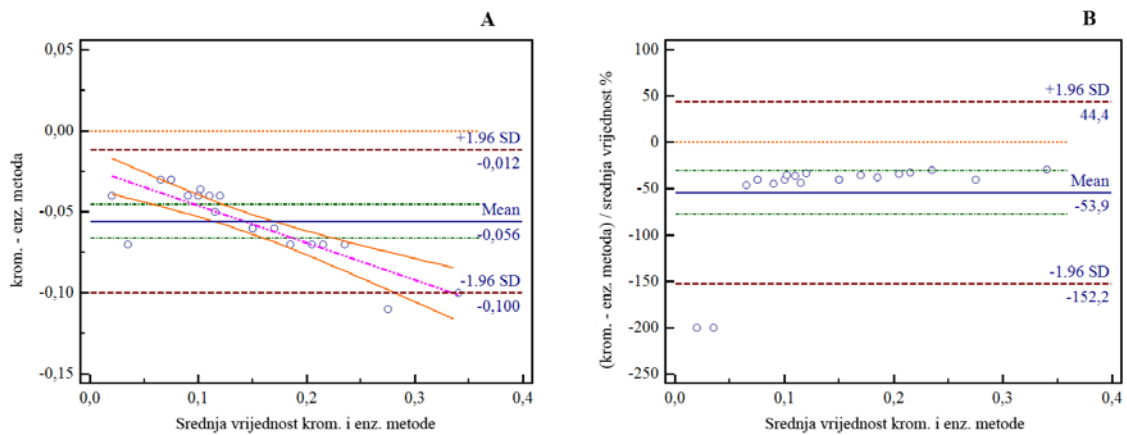 A
0,05
0,00
-0,05
-0,10
-0,15
krom. - enz. metoda
+1.96 SD
-0,012
Mean
-0,056
-1.96 SD
-0,100
0,0 0,1 0,2 0,3 0,4
Srednja vrijednost krom. i enz. metode
B
100
50
0
-50
-100
-150
-200
-250
(krom. - enz. metoda) / srednja vrijednost %
+1.96 SD
44,4
Mean
-53,9
-1.96 SD
-152,2
0,0 0,1 0,2 0,3 0,4
Srednja vrijednost krom. i enz. metode